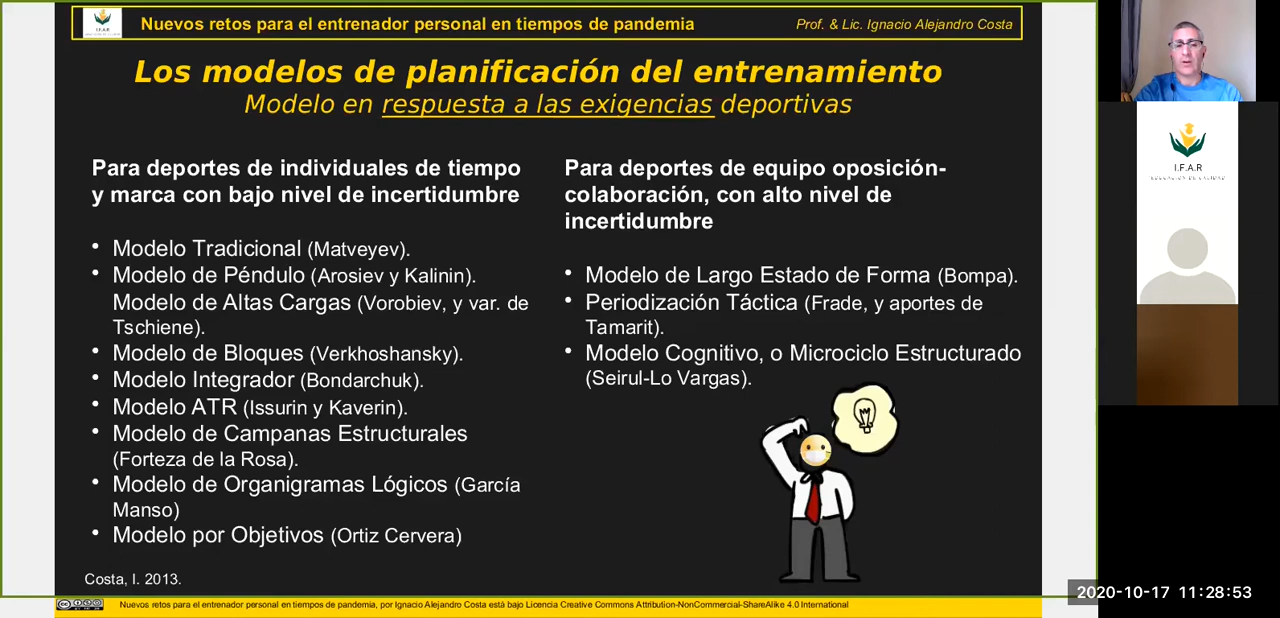 I.F.A.R
Nuevos retos para el entrenador personal en tiempos de pandemia
Prof. & Lic. Ignacio Alejandro Costa
Los modelos de planificación del entrenamiento
Modelo en respuesta a las exigencias deportivas
Para deportes de individuales de tiempo
y marca con bajo nivel de incertidumbre
• Modelo Tradicional (Matveyev).
• Modelo de Péndulo (Arosiev y Kalinin).
Modelo de Altas Cargas (Vorobiev, y var. de
Tschiene).
• Modelo de Bloques (Verkhoshansky).
• Modelo Integrador (Bondarchuk).
• Modelo ATR (Issurin y Kaverin).
• Modelo de Campanas Estructurales
(Forteza de la Rosa).
• Modelo de Organigramas Lógicos (García
Manso)
• Modelo por Objetivos (Ortiz Cervera)
Para deportes de equipo oposición-
colaboración, con alto nivel de
incertidumbre
• Modelo de Largo Estado de Forma (Bompa).
• Periodización Táctica (Frade, y aportes de
Tamarit).
• Modelo Cognitivo, o Microciclo Estructurado
(Seirul-Lo Vargas).
Costa, I. 2013.
Nuevos retos para el entrenador personal en tiempos de pandemia, por Ignacio Alejandro Costa está bajo Licencia Creative Commons Attribution-NonCommercial-ShareAlike 4.0 International
I.F.A.R
2020-10-17 11:28:53